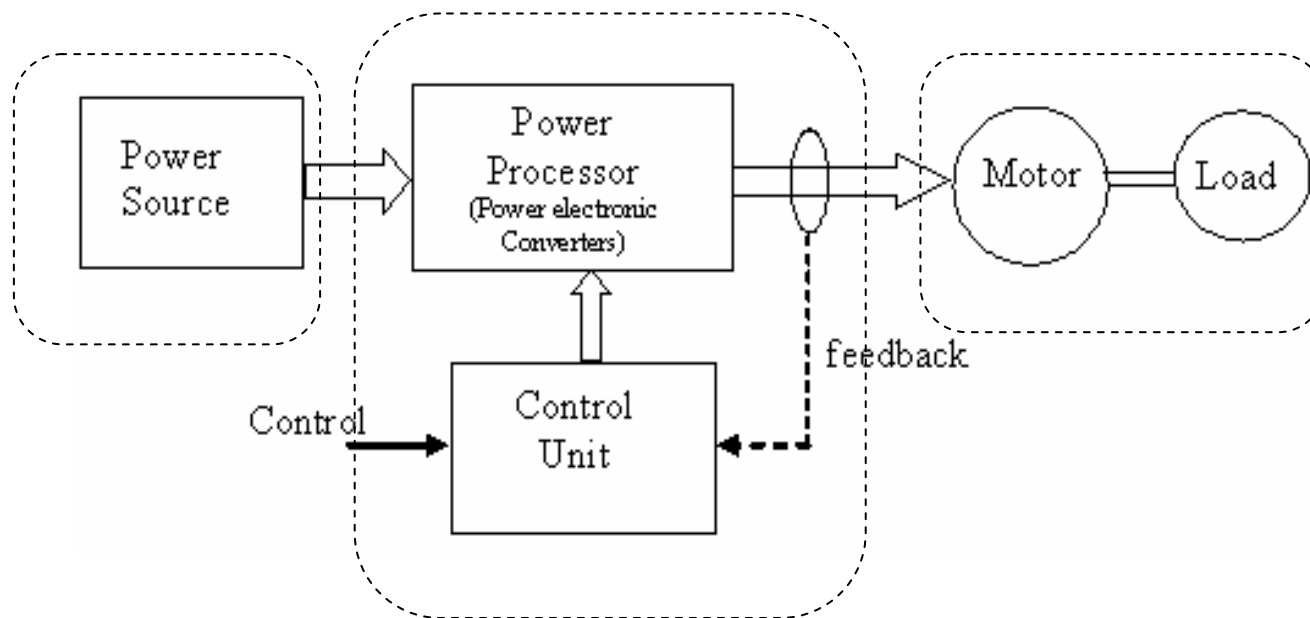 Power
Source
Power
Processor
(Power electronic
Converters)
Motor
Load
feedback
Control
Control
Unit